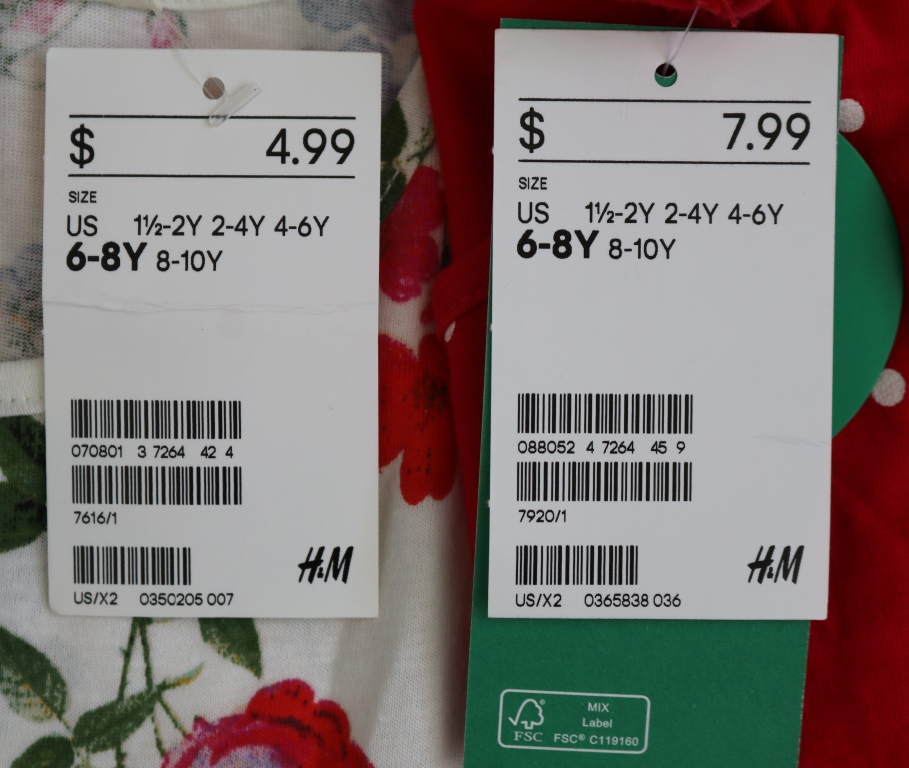 $ 4.99
SIZE
US 1½-2Y 2-4Y 4-6Y
6-8Y 8-10Y
070801 3 7264 42 4
7616/1
H&M
US/X2 0350205 007
$ 7.99
SIZE
US 1½-2Y 2-4Y 4-6Y
6-8Y 8-10Y
088052 4 7264 45 9
7920/1
H&M
US/X2 0365838 036
FSC
MIX
Label
FSC® C119160